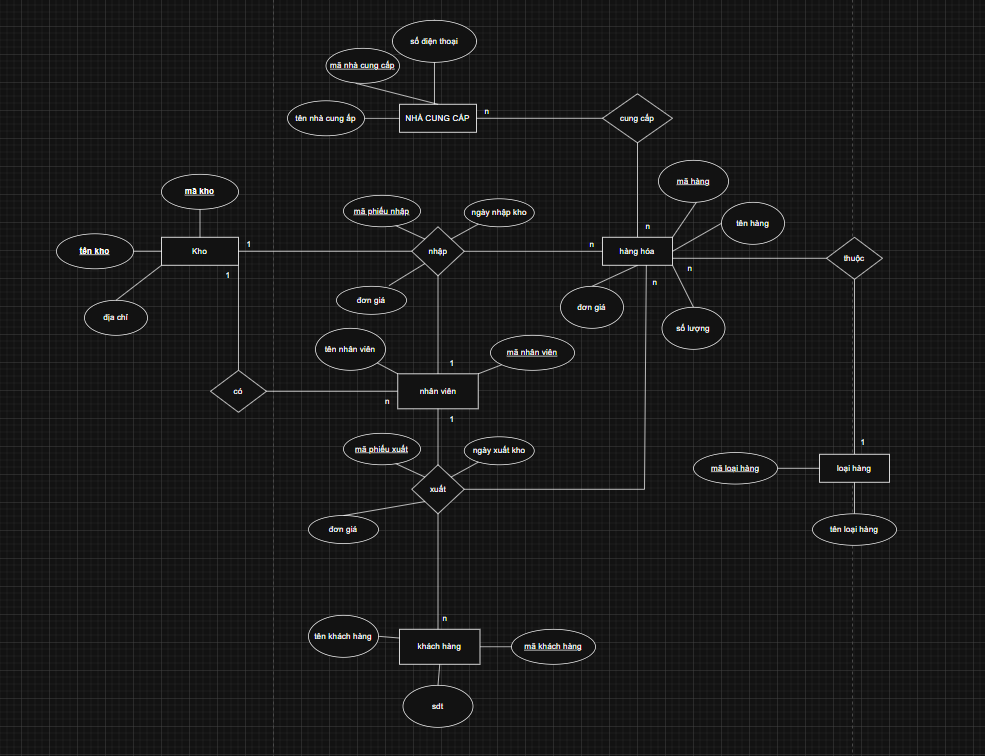 số điện thoại
mã nhà cung cấp
tên nhà cung ấp
NHÀ CUNG CẤP
n
cung cấp
mã hàng
mã kho
mã phiếu nhập
ngày nhập kho
tên hàng
n
tên kho
Kho
1
nhập
n
hàng hóa
thuộc
1
n
n
đơn giá
đơn giá
địa chỉ
số lượng
tên nhân viên
mã nhân viên
1
có
n
nhân viên
1
mã phiếu xuất
ngày xuất kho
1
mã loại hàng
loại hàng
xuất
đơn giá
tên loại hàng
n
tên khách hàng
khách hàng
mã khách hàng
sdt